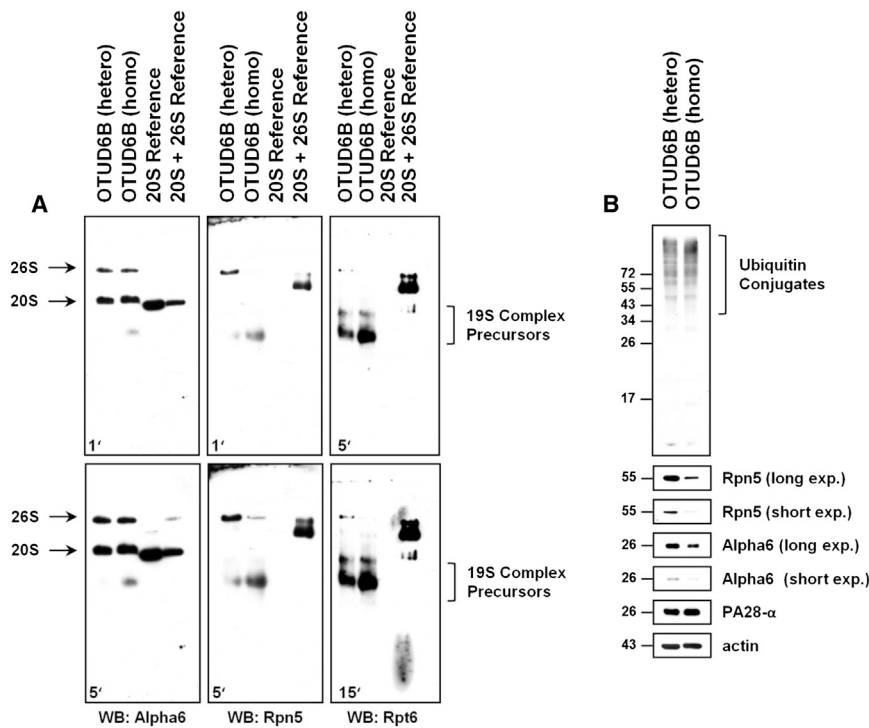 OTUD6B (hetero)
OTUD6B (homo)
20S Reference
20S + 26S Reference
OTUD6B (hetero)
OTUD6B (homo)
20S Reference
20S + 26S Reference
OTUD6B (hetero)
OTUD6B (homo)
20S Reference
20S + 26S Reference
A
26S
20S
1‘
1‘
5‘
19S Complex
Precursors
26S
20S
5‘
5‘
15‘
19S Complex
Precursors
WB: Alpha6
WB: Rpn5
WB: Rpt6
OTUD6B (hetero)
OTUD6B (homo)
B
72
55
43
34
26
17
Ubiquitin
Conjugates
55 Rpn5 (long exp.)
55 Rpn5 (short exp.)
26 Alpha6 (long exp.)
26 Alpha6 (short exp.)
26 PA28-α
43 actin